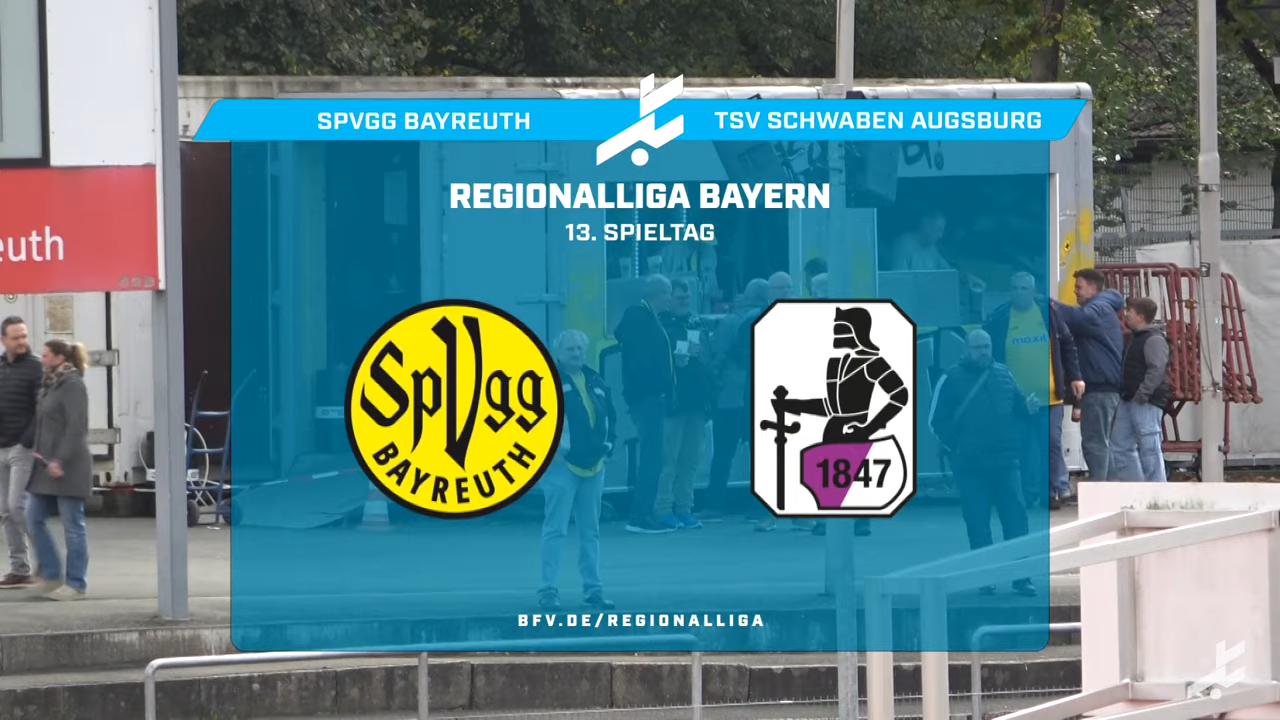 SPVGG BAYREUTH
TSV SCHWABEN AUGSBURG
REGIONALLIGA BAYERN
13. SPIELTAG
euth
SpVgg
BAYREUTH
1847
BFV.DE/REGIONALLIGA